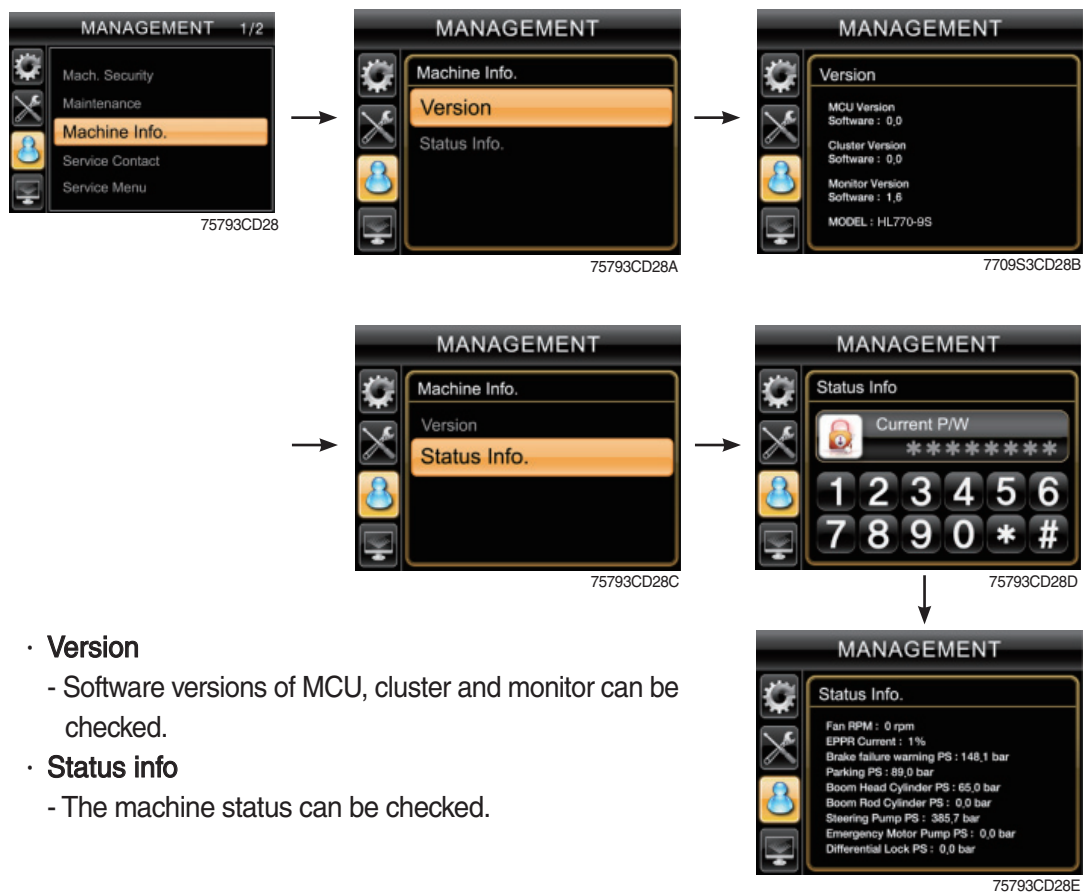 MANAGEMENT 1/2
Mach. Security
Maintenance
Machine Info.
Service Contact
Service Menu
75793CD28
MANAGEMENT
Machine Info.
Version
Status Info.
75793CD28A
MANAGEMENT
Version
MCU Version
Software : 0,0
Cluster Version
Software : 0,0
Monitor Version
Software : 1,6
MODEL : HL770-9S
7709S3CD28B
MANAGEMENT
Machine Info.
Version
Status Info.
75793CD28C
MANAGEMENT
Status Info
Current P/W
********
1 2 3 4 5 6
7 8 9 0 * #
75793CD28D
· Version
- Software versions of MCU, cluster and monitor can be
checked.
· Status info
- The machine status can be checked.
MANAGEMENT
Status Info.
Fan RPM : 0 rpm
EPPR Current : 1%
Brake failure warning PS : 148,1 bar
Parking PS : 89,0 bar
Boom Head Cylinder PS : 65,0 bar
Boom Rod Cylinder PS : 0,0 bar
Steering Pump PS : 385,7 bar
Emergency Motor Pump PS : 0,0 bar
Differential Lock PS : 0,0 bar
75793CD28E